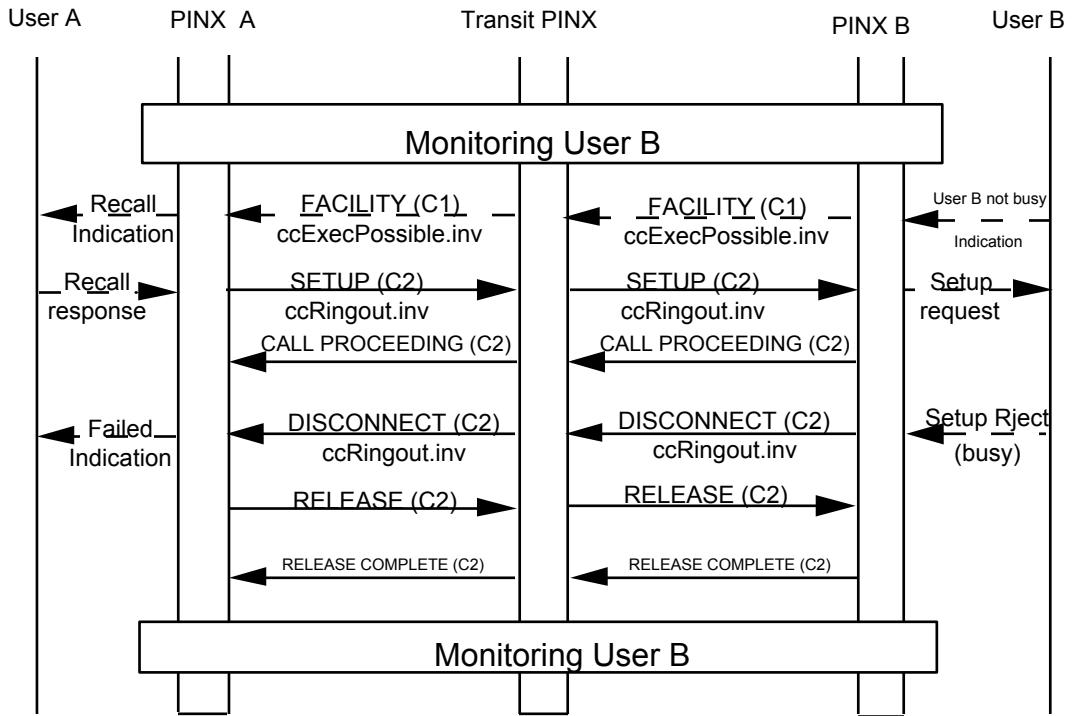 User A
PINX A
Transit PINX
PINX B
User B
Monitoring User B
Recall
Indication
FACILITY (C1)
ccExecPossible.inv
FACILITY (C1)
ccExecPossible.inv
User B not busy
Indication
Recall
response
SETUP (C2)
ccRingout.inv
SETUP (C2)
ccRingout.inv
Setup
request
CALL PROCEEDING (C2)
CALL PROCEEDING (C2)
Failed
Indication
DISCONNECT (C2)
ccRingout.inv
DISCONNECT (C2)
ccRingout.inv
Setup Rject
(busy)
RELEASE (C2)
RELEASE (C2)
RELEASE COMPLETE (C2)
RELEASE COMPLETE (C2)
Monitoring User B